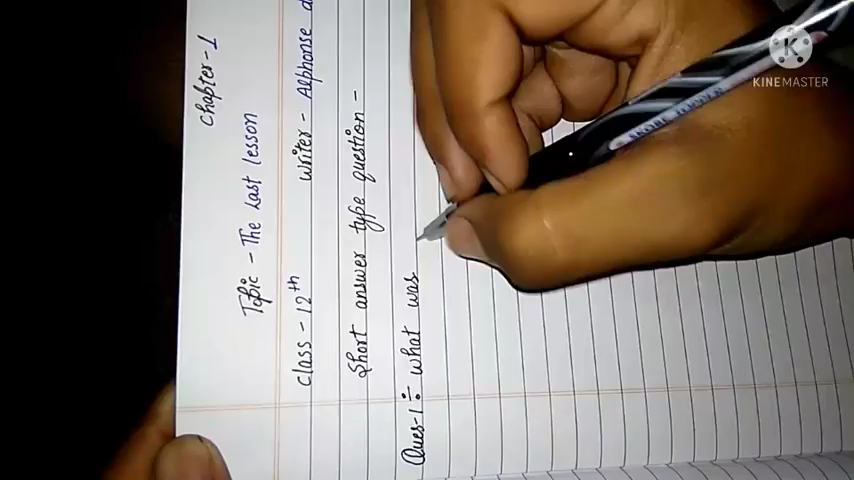 Chapter-1
Topic - The Last lesson
class - 12th writer - Alphonse
Short answer type question -
Ques-1 ÷ what was
KINEMASTER